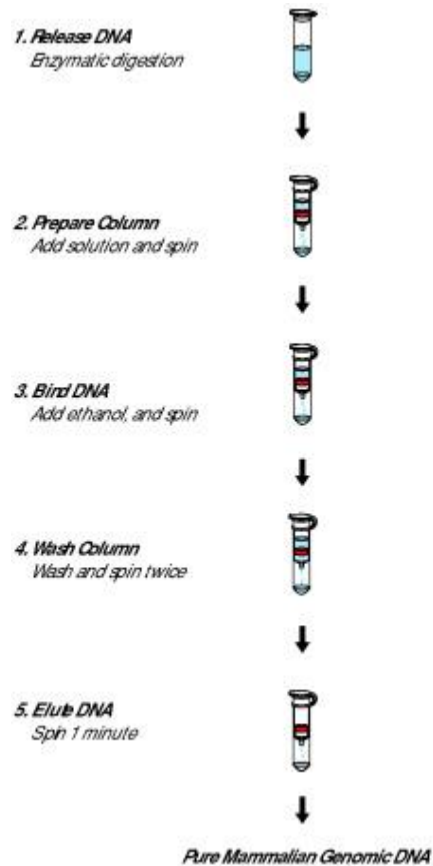 1. Release DNA
Enzymatic digestion
2. Prepare Column
Add solution and spin
3. Bind DNA
Add ethanol, and spin
4. Wash Column
Wash and spin twice
5. Elute DNA
Spin 1 minute
Pure Mammalian Genomic DNA